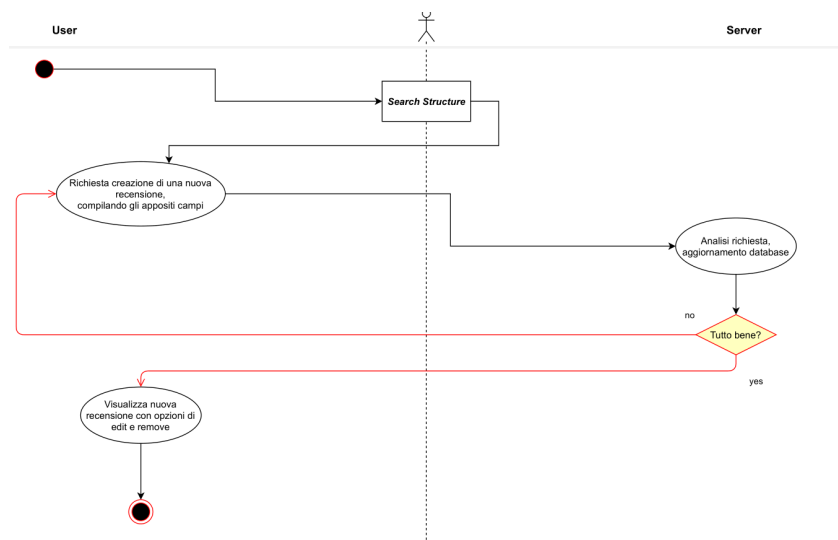 User
Server
Search Structure
Richiesta creazione di una nuova
recensione,
compilando gli appositi campi
Analisi richiesta,
aggiornamento database
no
Tutto bene?
yes
Visualizza nuova
recensione con opzioni di
edit e remove